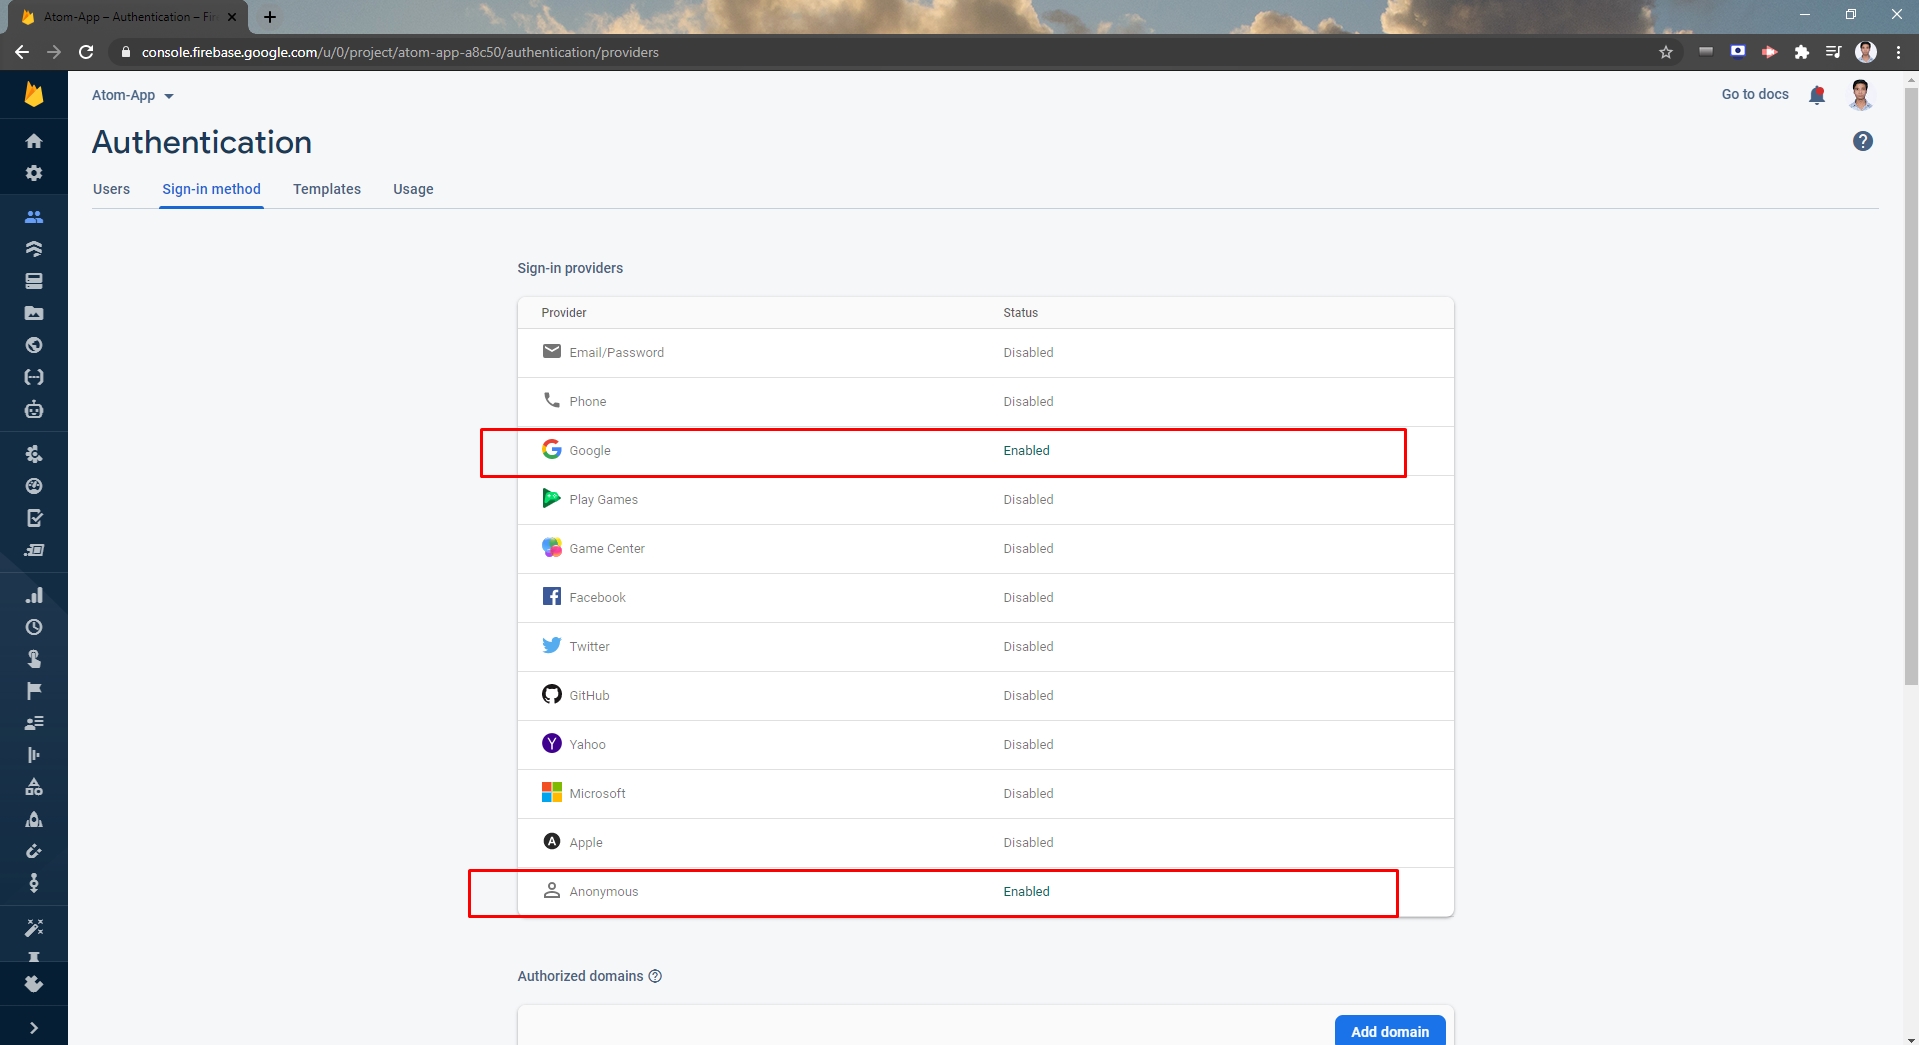 Atom-App – Authentication – Fir
console.firebase.google.com/u/0/project/atom-app-a8c50/authentication/providers
Atom-App
Go to docs
Authentication
Users Sign-in method Templates Usage
Sign-in providers
Provider Status
Email/Password Disabled
Phone Disabled
Google Enabled
Play Games Disabled
Game Center Disabled
Facebook Disabled
Twitter Disabled
GitHub Disabled
Yahoo Disabled
Microsoft Disabled
Apple Disabled
Anonymous Enabled
Authorized domains
Add domain